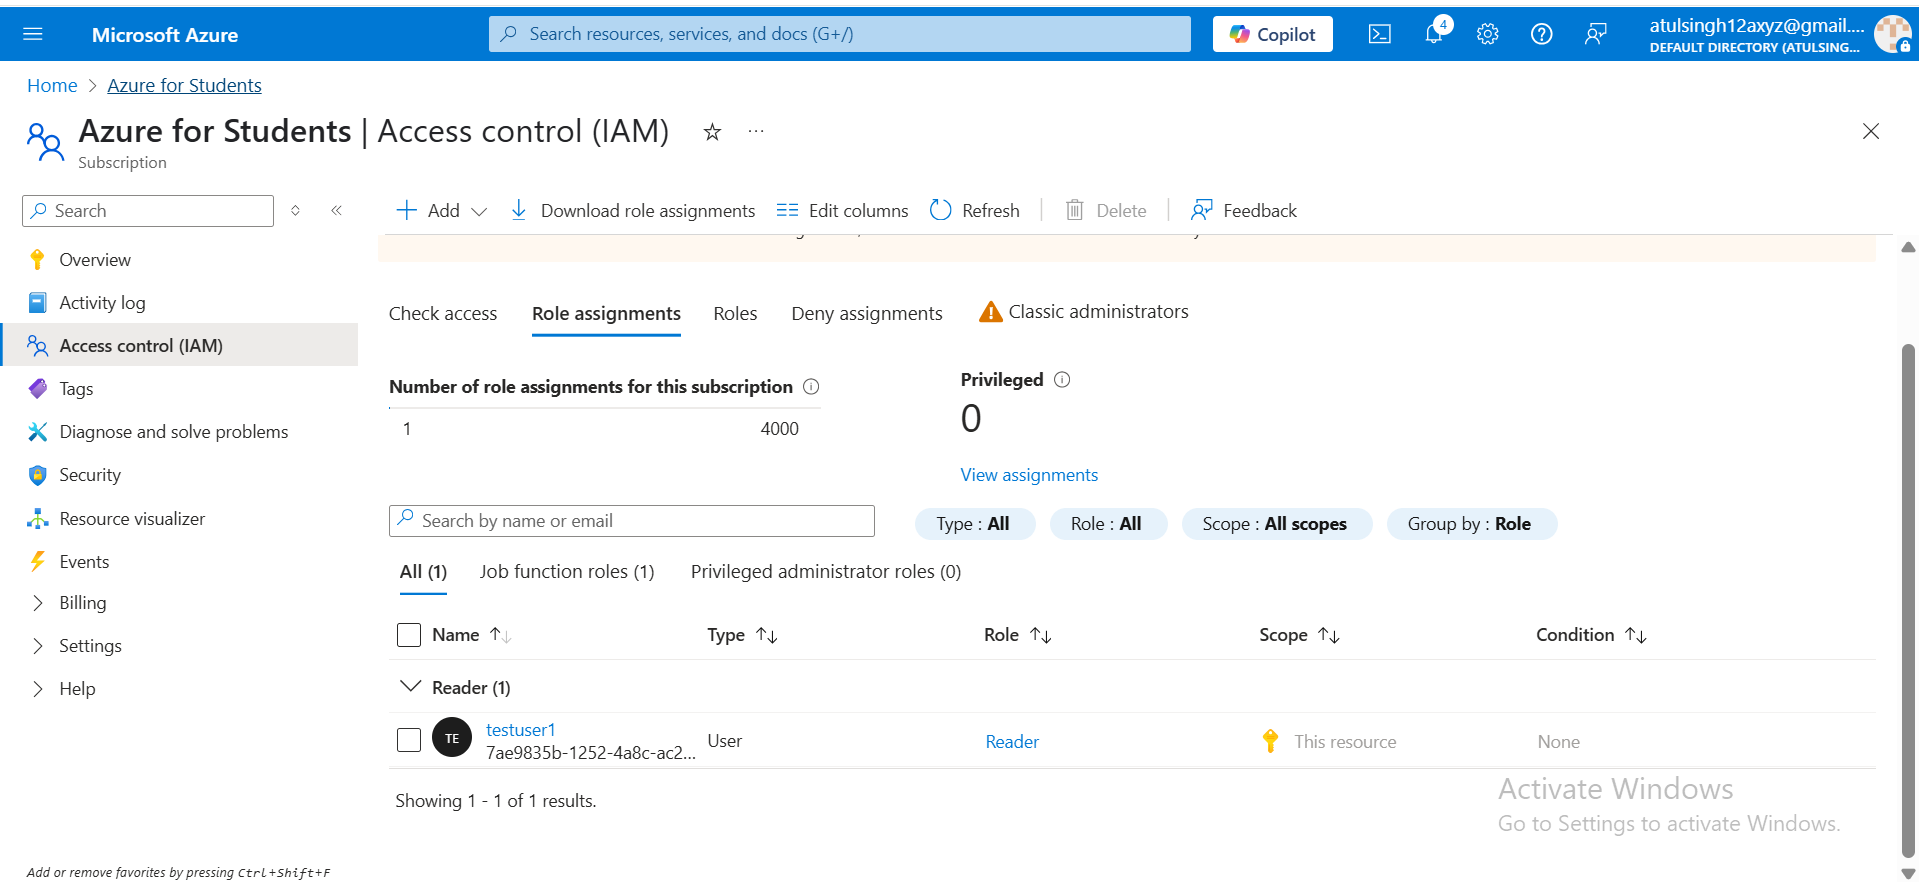 Microsoft Azure
Search resources, services, and docs (G+/)
Copilot
4
atulsingh12axyz@gmail....
DEFAULT DIRECTORY (ATULSING...
Home > Azure for Students
Azure for Students | Access control (IAM)
Subscription
Search
Add
Download role assignments
Edit columns
Refresh
Delete
Feedback
Overview
Activity log
Access control (IAM)
Tags
Diagnose and solve problems
Security
Resource visualizer
Events
Billing
Settings
Help
Add or remove favorites by pressing Ctrl+Shift+F
Check access
Role assignments
Roles
Deny assignments
Classic administrators
Number of role assignments for this subscription
1
4000
Privileged
0
View assignments
Search by name or email
Type : All
Role : All
Scope : All scopes
Group by : Role
All (1)
Job function roles (1)
Privileged administrator roles (0)
Name
Type
Role
Scope
Condition
Reader (1)
TE
testuser1
7ae9835b-1252-4a8c-ac2...
User
Reader
This resource
None
Showing 1 - 1 of 1 results.
Activate Windows
Go to Settings to activate Windows.